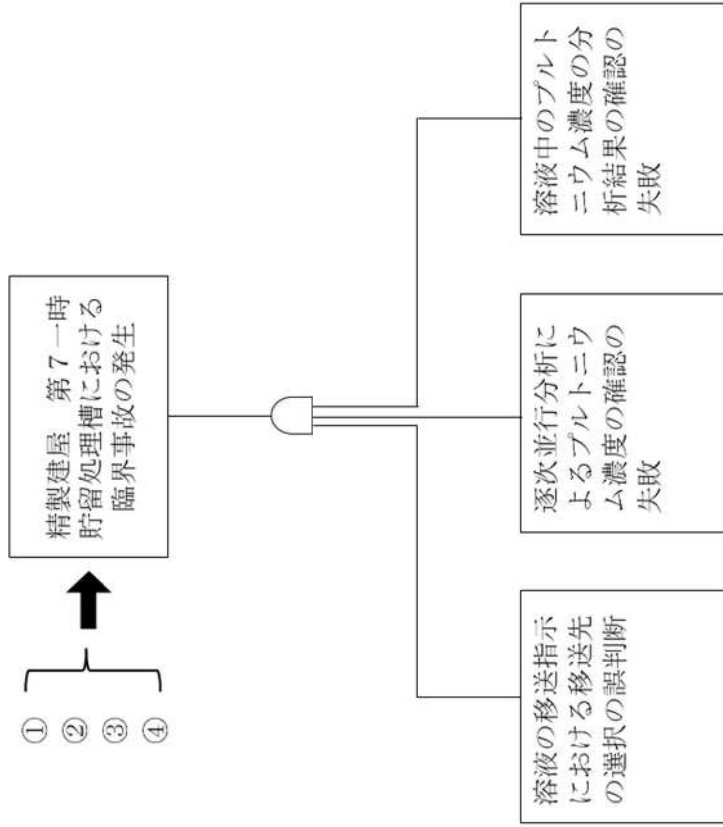 ①
②
③
④
精製建屋 第7一時
貯留処理槽における
臨界事故の発生
溶液の移送指示
における移送先
の選択の誤判断
逐次並行分析に
よるプルトニウ
ム濃度の確認の
失敗
溶液中のプルト
ニウム濃度の分
析結果の確認の
失敗